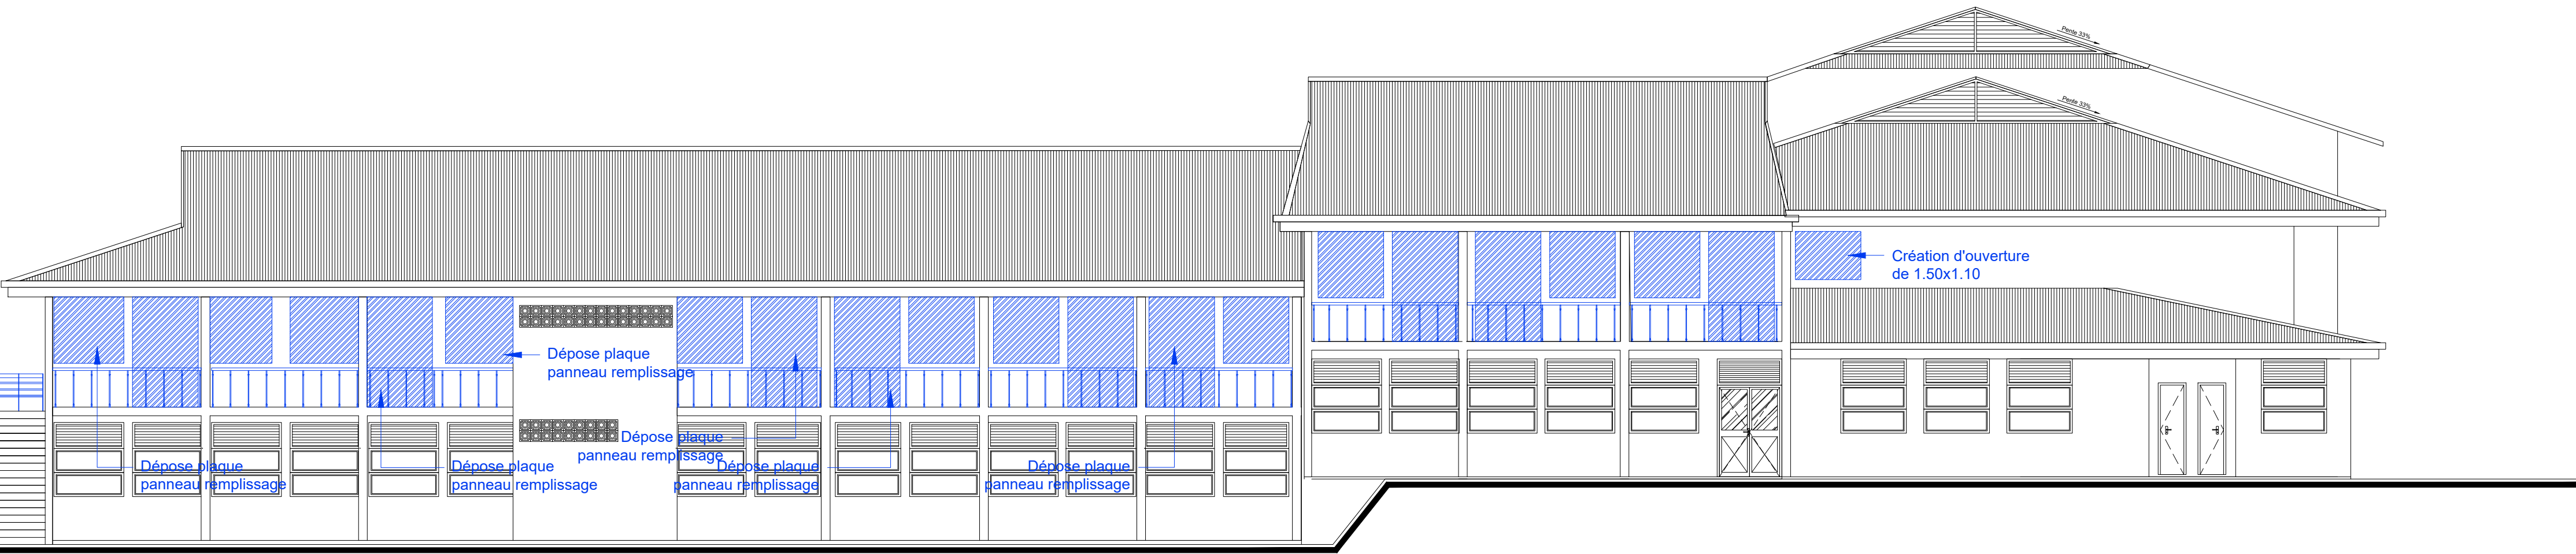 Pente 33%
Pente 33%
Création d'ouverture
de 1.50x1.10
Dépose plaque
panneau remplissage
Dépose plaque
panneau remplissage
Dépose plaque
panneau remplissage
Dépose plaque
panneau remplissage
Dépose plaque
panneau remplissage
Dépose plaque
panneau remplissage